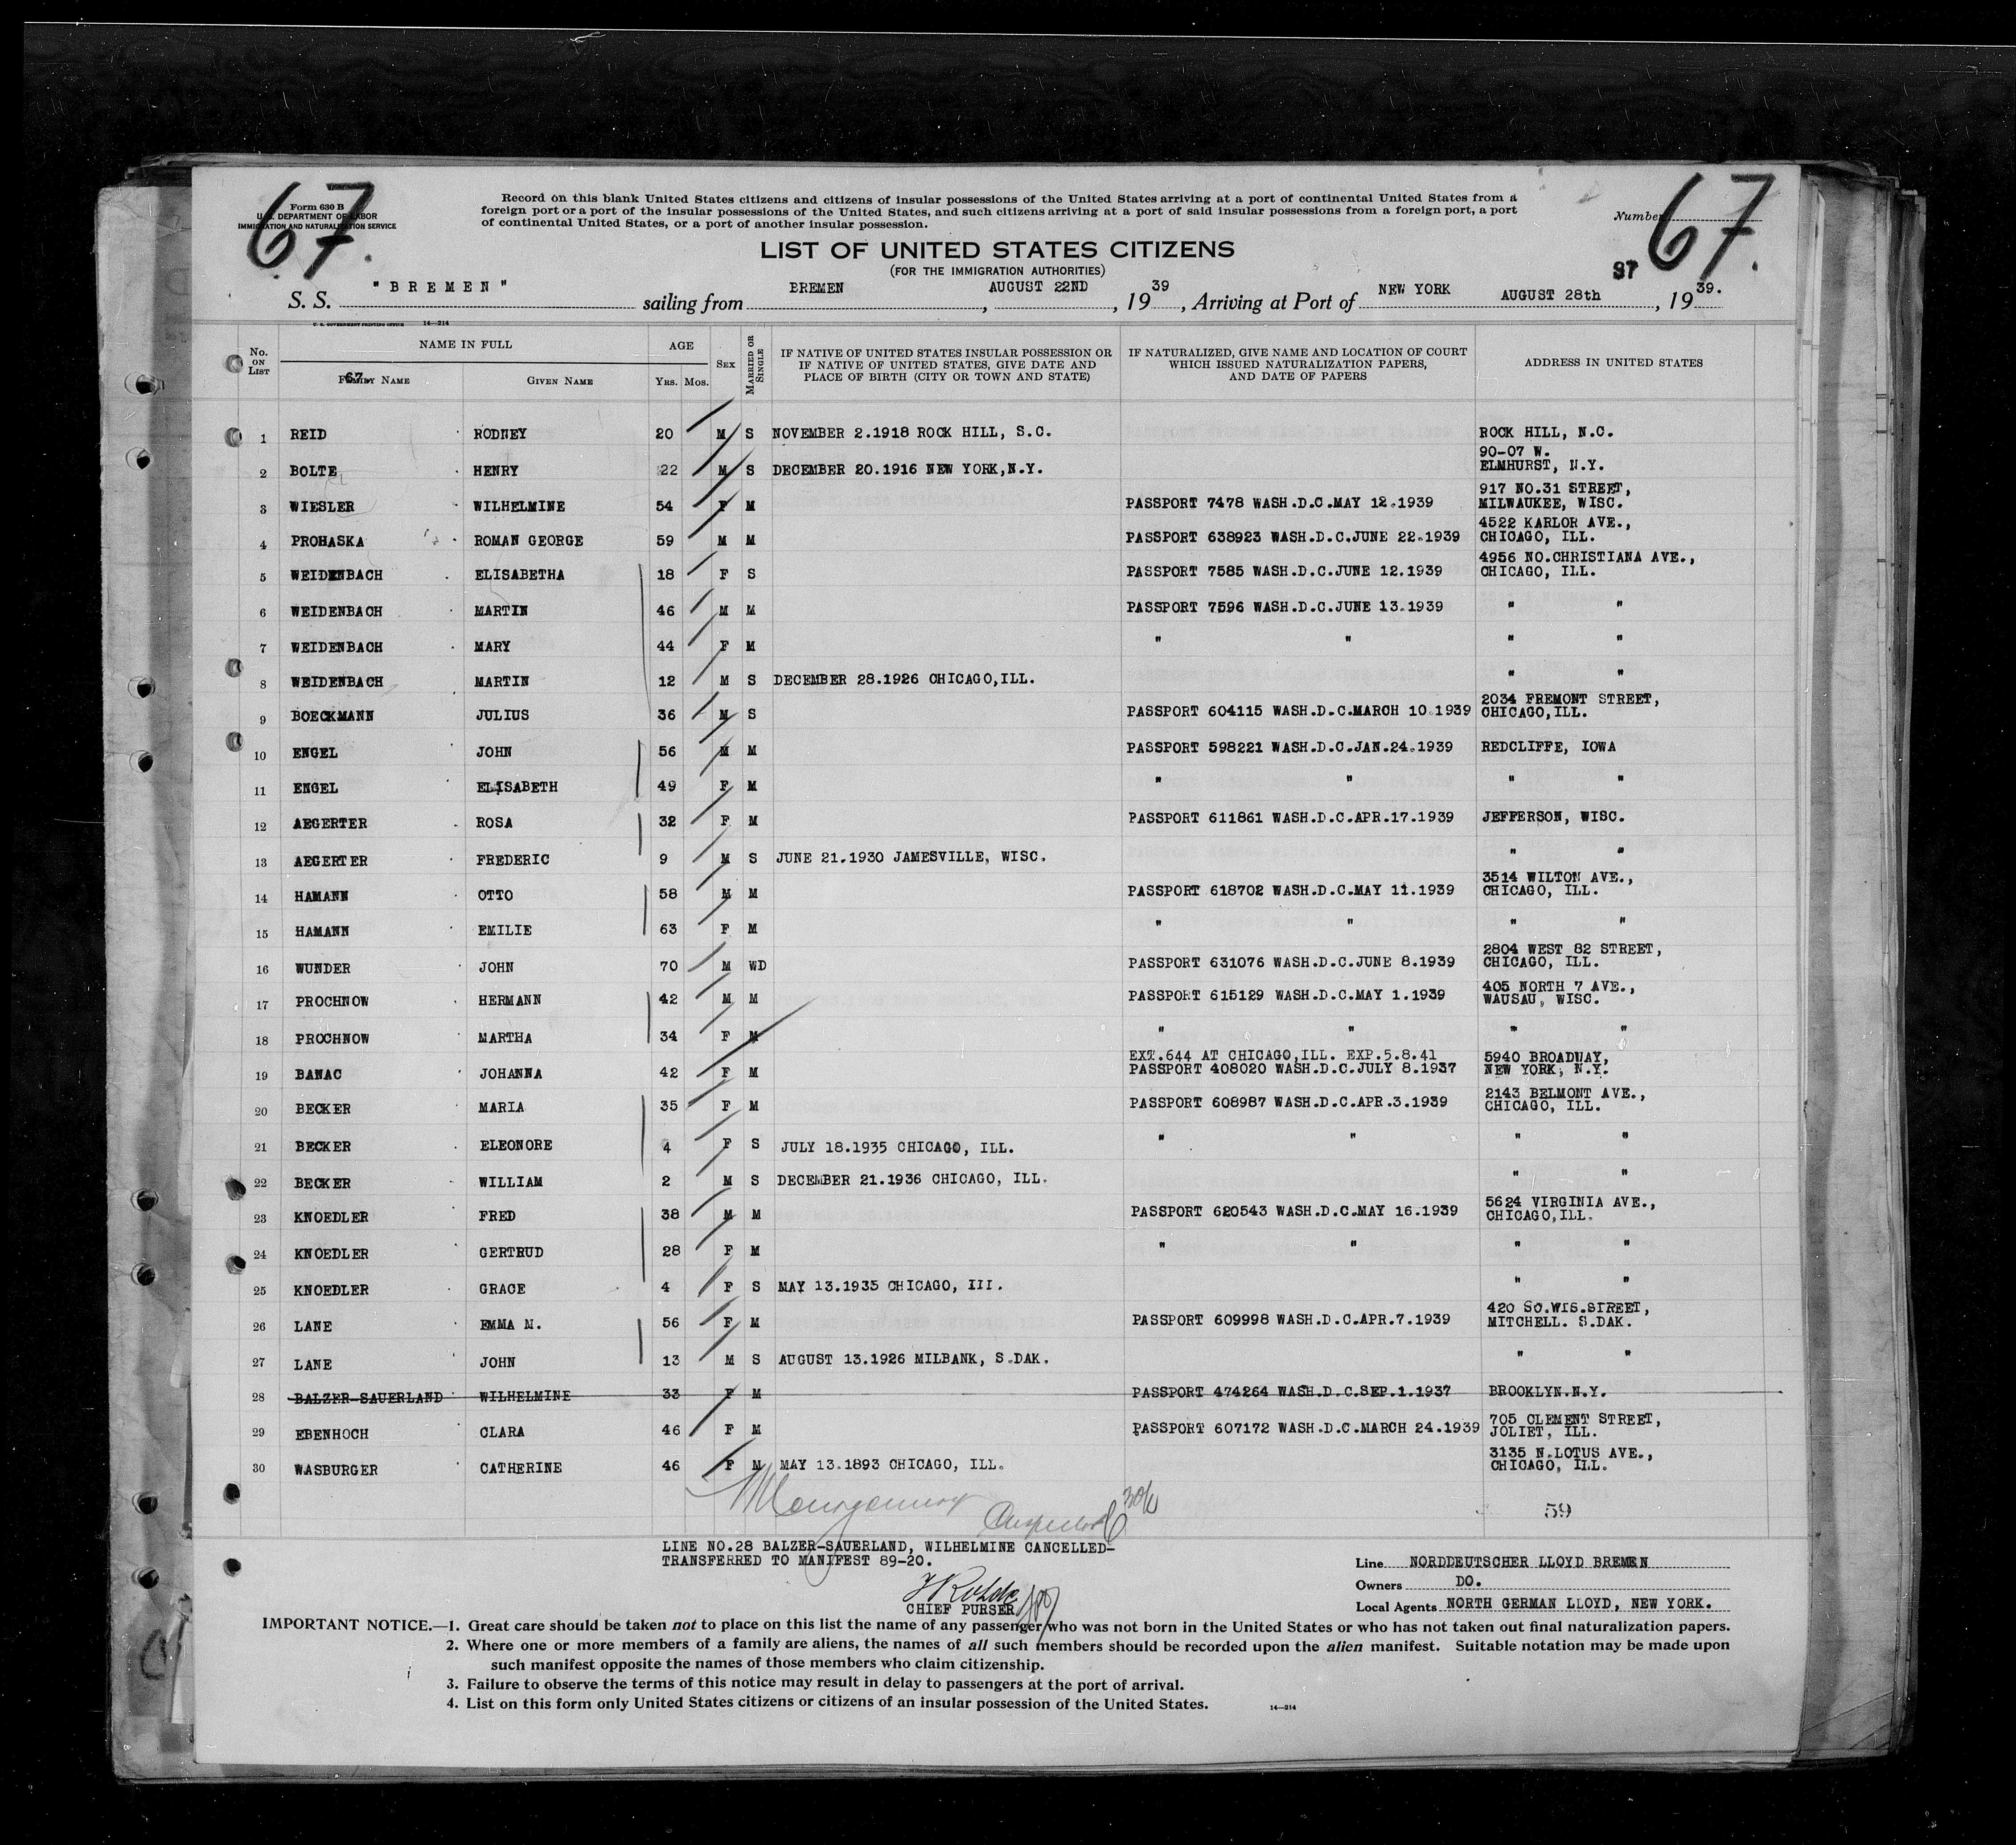 67.
Form 630 B
U. S. DEPARTMENT OF LABOR
IMMIGRATION AND NATURALIZATION SERVICE
Record on this blank United States citizens and citizens of insular possessions of the United States arriving at a port of continental United States from a
foreign port or a port of the insular possessions of the United States, and such citizens arriving at a port of said insular possessions from a foreign port, a port
of continental United States, or a port of another insular possession.
Number
67.
LIST OF UNITED STATES CITIZENS
(FOR THE IMMIGRATION AUTHORITIES)
97
S. S. "BREMEN" sailing from BREMEN, AUGUST 22ND, 1939, Arriving at Port of NEW YORK AUGUST 28th, 1939.
U. S. GOVERNMENT PRINTING OFFICE 14—214
No. ON LIST NAME IN FULL AGE SEX MARRIED OR SINGLE IF NATIVE OF UNITED STATES INSULAR POSSESSION OR IF NATIVE OF UNITED STATES, GIVE DATE AND PLACE OF BIRTH (CITY OR TOWN AND STATE) IF NATURALIZED, GIVE NAME AND LOCATION OF COURT WHICH ISSUED NATURALIZATION PAPERS, AND DATE OF PAPERS ADDRESS IN UNITED STATES
67. FAMILY NAME GIVEN NAME YRS. MOS.
1 REID RODNEY 20 M S NOVEMBER 2.1918 ROCK HILL, S.C. ROCK HILL, N.C.
2 BOLTE HENRY 22 M S DECEMBER 20.1916 NEW YORK,N.Y. 90-07 W. ELMHURST, N.Y.
3 WIESLER WILHELMINE 54 F M PASSPORT 7478 WASH.D.C.MAY 12.1939 917 NO.31 STREET, MILWAUKEE, WISC.
4 PROHASKA ROMAN GEORGE 59 M M PASSPORT 638923 WASH.D.C.JUNE 22.1939 4522 KARLOR AVE., CHICAGO, ILL.
5 WEIDENBACH ELISABETHA 18 F S PASSPORT 7585 WASH.D.C.JUNE 12.1939 4956 NO.CHRISTIANA AVE., CHICAGO, ILL.
6 WEIDENBACH MARTIN 46 M M PASSPORT 7596 WASH.D.C.JUNE 13.1939 " "
7 WEIDENBACH MARY 44 F M " " " "
8 WEIDENBACH MARTIN 12 M S DECEMBER 28.1926 CHICAGO,ILL. " "
9 BOECKMANN JULIUS 36 M S PASSPORT 604115 WASH.D.C.MARCH 10.1939 2034 FREMONT STREET, CHICAGO,ILL.
10 ENGEL JOHN 56 M M PASSPORT 598221 WASH.D.C.JAN.24.1939 REDCLIFFE, IOWA
11 ENGEL ELISABETH 49 F M " " " "
12 AEGERTER ROSA 32 F M PASSPORT 611861 WASH.D.C.APR.17.1939 JEFFERSON, WISC.
13 AEGERTER FREDERIC 9 M S JUNE 21.1930 JAMESVILLE, WISC. " "
14 HAMANN OTTO 58 M M PASSPORT 618702 WASH.D.C.MAY 11.1939 3514 WILTON AVE., CHICAGO, ILL.
15 HAMANN EMILIE 63 F M " " " "
16 WUNDER JOHN 70 M WD PASSPORT 631076 WASH.D.C.JUNE 8.1939 2804 WEST 82 STREET, CHICAGO, ILL.
17 PROCHNOW HERMANN 42 M M PASSPORT 615129 WASH.D.C.MAY 1.1939 405 NORTH 7 AVE., WAUSAU, WISC.
18 PROCHNOW MARTHA 34 F M " " " "
19 BANAC JOHANNA 42 F M EXT.644 AT CHICAGO,ILL. EXP.5.8.41 PASSPORT 408020 WASH.D.C.JULY 8.1937 5940 BROADWAY, NEW YORK, N.Y.
20 BECKER MARIA 35 F M PASSPORT 608987 WASH.D.C.APR.3.1939 2143 BELMONT AVE., CHICAGO, ILL.
21 BECKER ELEONORE 4 F S JULY 18.1935 CHICAGO, ILL. " " " "
22 BECKER WILLIAM 2 M S DECEMBER 21.1936 CHICAGO, ILL. " "
23 KNOEDLER FRED 38 M M PASSPORT 620543 WASH.D.C.MAY 16.1939 5624 VIRGINIA AVE., CHICAGO,ILL.
24 KNOEDLER GERTRUD 28 F M " " " "
25 KNOEDLER GRACE 4 F S MAY 13.1935 CHICAGO, III. " "
26 LANE EMMA M. 56 F M PASSPORT 609998 WASH.D.C.APR.7.1939 420 SO.WIS.STREET, MITCHELL. S.DAK.
27 LANE JOHN 13 M S AUGUST 13.1926 MILBANK, S.DAK. " "
28 BALZER-SAUERLAND WILHELMINE 33 F M PASSPORT 474264 WASH.D.C.SEP.1.1937 BROOKLYN.N.Y.
29 EBENHOCH CLARA 46 F M PASSPORT 607172 WASH.D.C.MARCH 24.1939 705 CLEMENT STREET, JOLIET, ILL.
30 WASBURGER CATHERINE 46 F M MAY 13.1893 CHICAGO, ILL. 3135 N.LOTUS AVE., CHICAGO, ILL.
59
LINE NO.28 BALZER-SAUERLAND, WILHELMINE CANCELLED-
TRANSFERRED TO MANIFEST 89-20.
CHIEF PURSER
Line NORDDEUTSCHER LLOYD BREMEN
Owners DO.
Local Agents NORTH GERMAN LLOYD, NEW YORK.
IMPORTANT NOTICE.—1. Great care should be taken not to place on this list the name of any passenger who was not born in the United States or who has not taken out final naturalization papers.
2. Where one or more members of a family are aliens, the names of all such members should be recorded upon the alien manifest. Suitable notation may be made upon
such manifest opposite the names of those members who claim citizenship.
3. Failure to observe the terms of this notice may result in delay to passengers at the port of arrival.
4. List on this form only United States citizens or citizens of an insular possession of the United States.
14—214